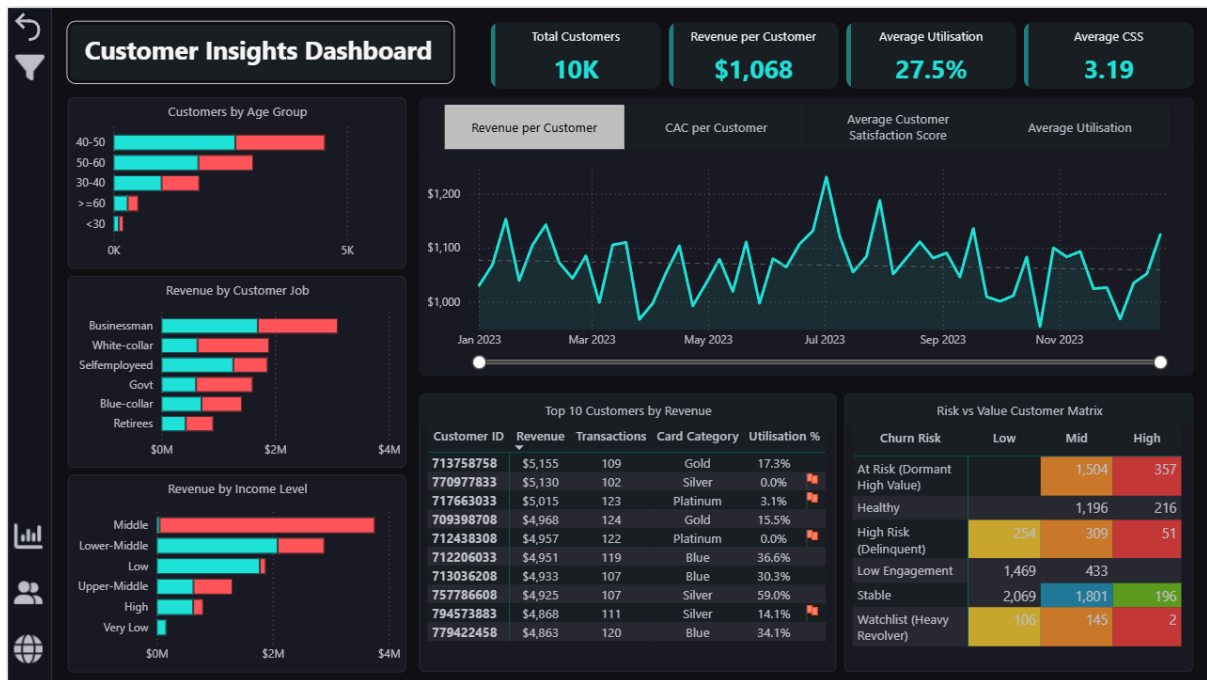 Customer Insights Dashboard
Total Customers
10K
Revenue per Customer
$1,068
Average Utilisation
27.5%
Average CSS
3.19
Customers by Age Group
40-50
50-60
30-40
>=60
<30
0K 5K
Revenue by Customer Job
Businessman
White-collar
Selfemployeed
Govt
Blue-collar
Retirees
$0M $2M $4M
Revenue by Income Level
Middle
Lower-Middle
Low
Upper-Middle
High
Very Low
$0M $2M $4M
Revenue per Customer
CAC per Customer
Average Customer
Satisfaction Score
Average Utilisation
$1,200
$1,100
$1,000
Jan 2023 Mar 2023 May 2023 Jul 2023 Sep 2023 Nov 2023
Top 10 Customers by Revenue
Customer ID Revenue Transactions Card Category Utilisation %
713758758 $5,155 109 Gold 17.3%
770977833 $5,130 102 Silver 0.0%
717663033 $5,015 123 Platinum 3.1%
709398708 $4,968 124 Gold 15.5%
712438308 $4,957 122 Platinum 0.0%
712206033 $4,951 119 Blue 36.6%
713036208 $4,933 107 Blue 30.3%
757786608 $4,925 107 Silver 59.0%
794573883 $4,868 111 Silver 14.1%
779422458 $4,863 120 Blue 34.1%
Risk vs Value Customer Matrix
Churn Risk Low Mid High
At Risk (Dormant 1,504 357
High Value)
Healthy 1,196 216
High Risk 254 309 51
(Delinquent)
Low Engagement 1,469 433
Stable 2,069 1,801 196
Watchlist (Heavy 106 145 2
Revolver)